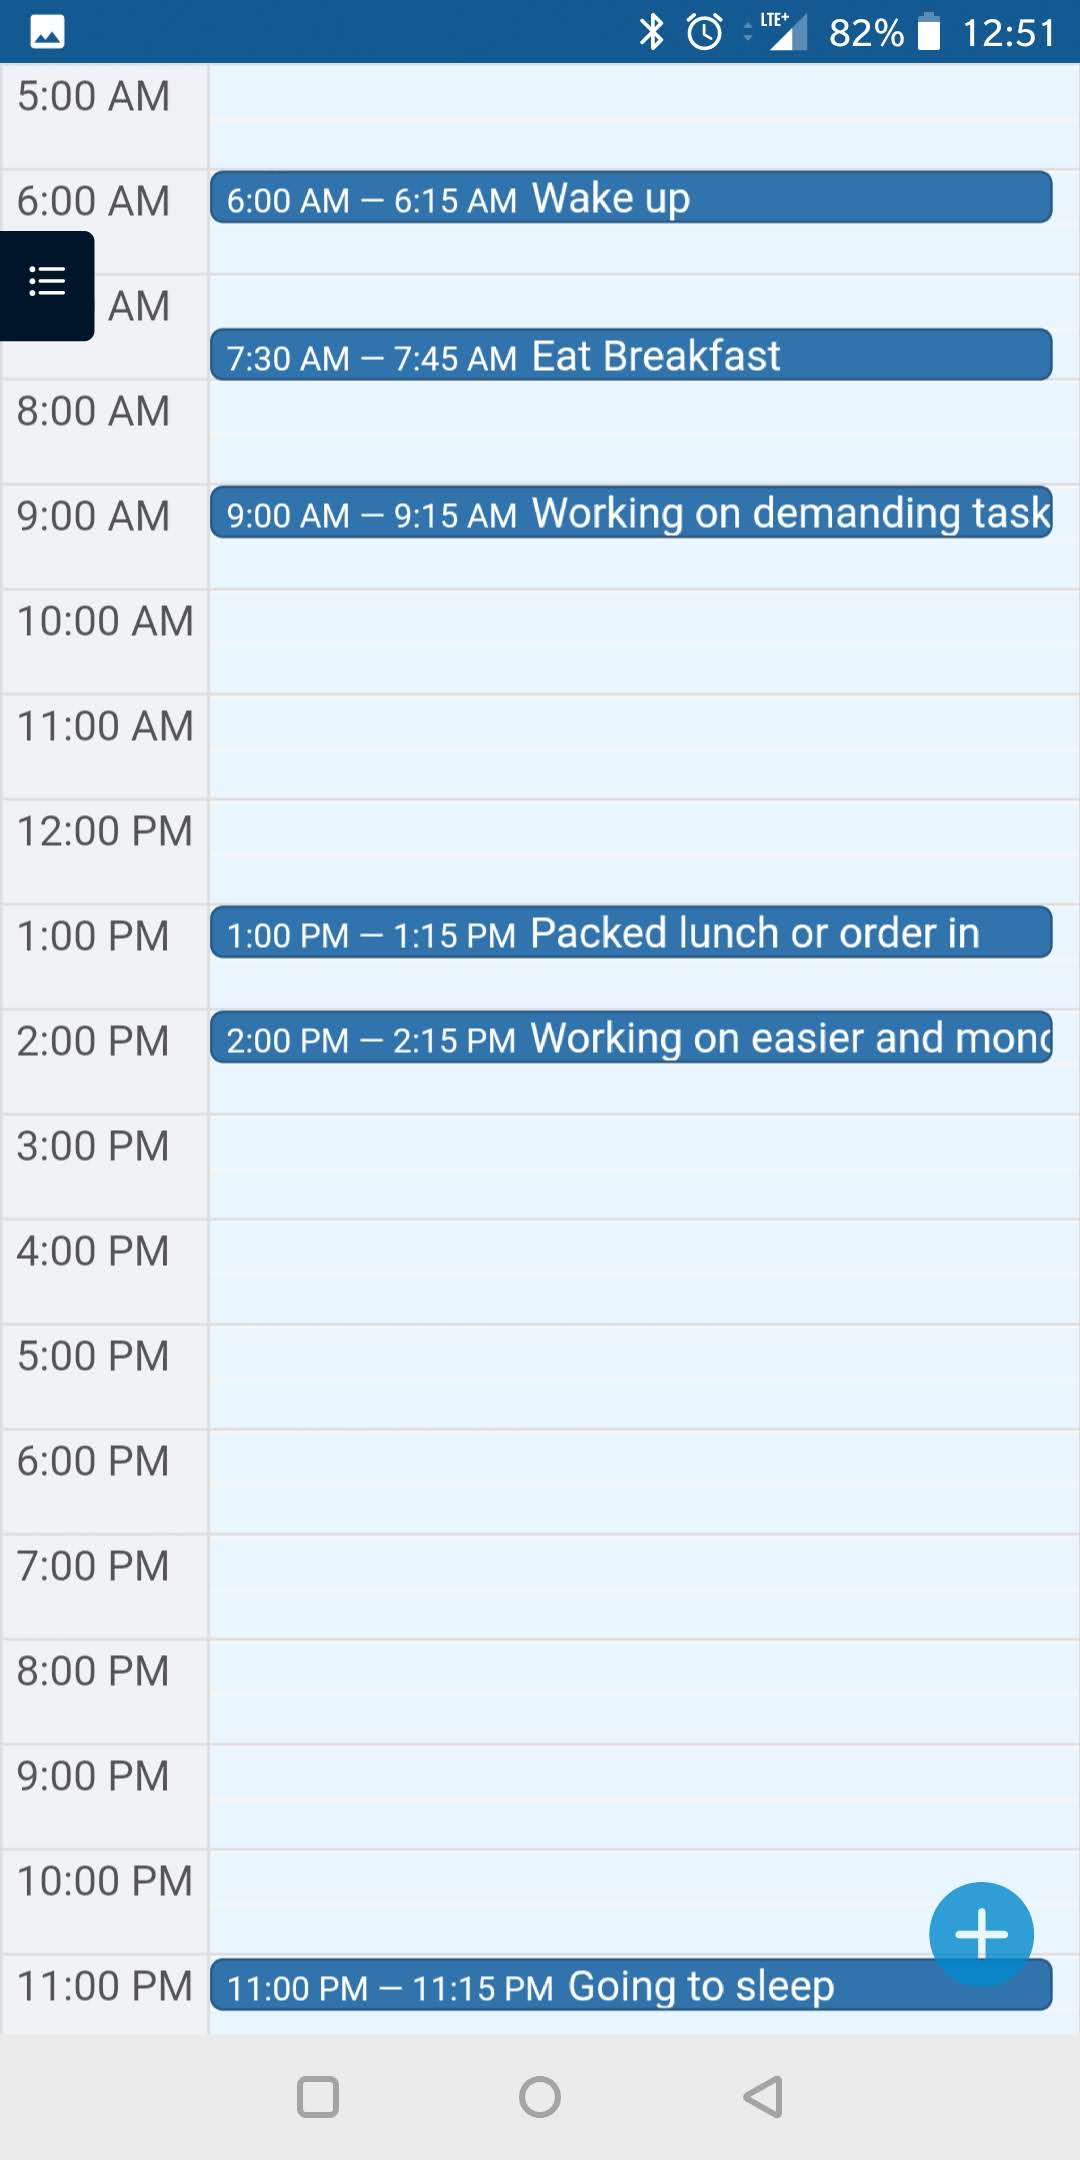 LTE+ 82% 12:51
5:00 AM
6:00 AM 6:00 AM — 6:15 AM Wake up
AM
7:30 AM — 7:45 AM Eat Breakfast
8:00 AM
9:00 AM 9:00 AM — 9:15 AM Working on demanding task
10:00 AM
11:00 AM
12:00 PM
1:00 PM 1:00 PM — 1:15 PM Packed lunch or order in
2:00 PM 2:00 PM — 2:15 PM Working on easier and
3:00 PM
4:00 PM
5:00 PM
6:00 PM
7:00 PM
8:00 PM
9:00 PM
10:00 PM
11:00 PM 11:00 PM — 11:15 PM Going to sleep